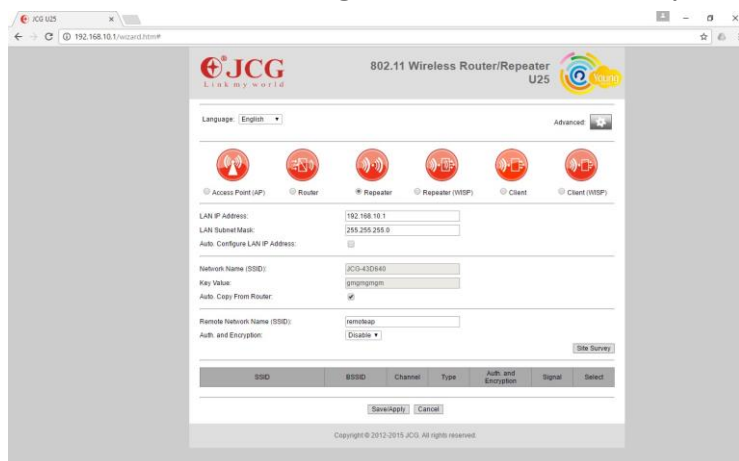 JCG U25
192.168.10.1/wizard.htm#
JCG
Link my world
802.11 Wireless Router/Repeater
U25
Young
Language: English
Advanced:
Access Point (AP) Router Repeater Repeater (WISP) Client Client (WISP)
LAN IP Address: 192.168.10.1
LAN Subnet Mask: 255.255.255.0
Auto. Configure LAN IP Address:
Network Name (SSID): JCG-43D840
Key Value: gmgmgmgm
Auto. Copy From Router:
Remote Network Name (SSID): remoteap
Auth. and Encryption: Disable
Site Survey
SSID BSSID Channel Type Auth. and Encryption Signal Select
Save/Apply Cancel
Copyright © 2012-2015 JCG. All rights reserved.